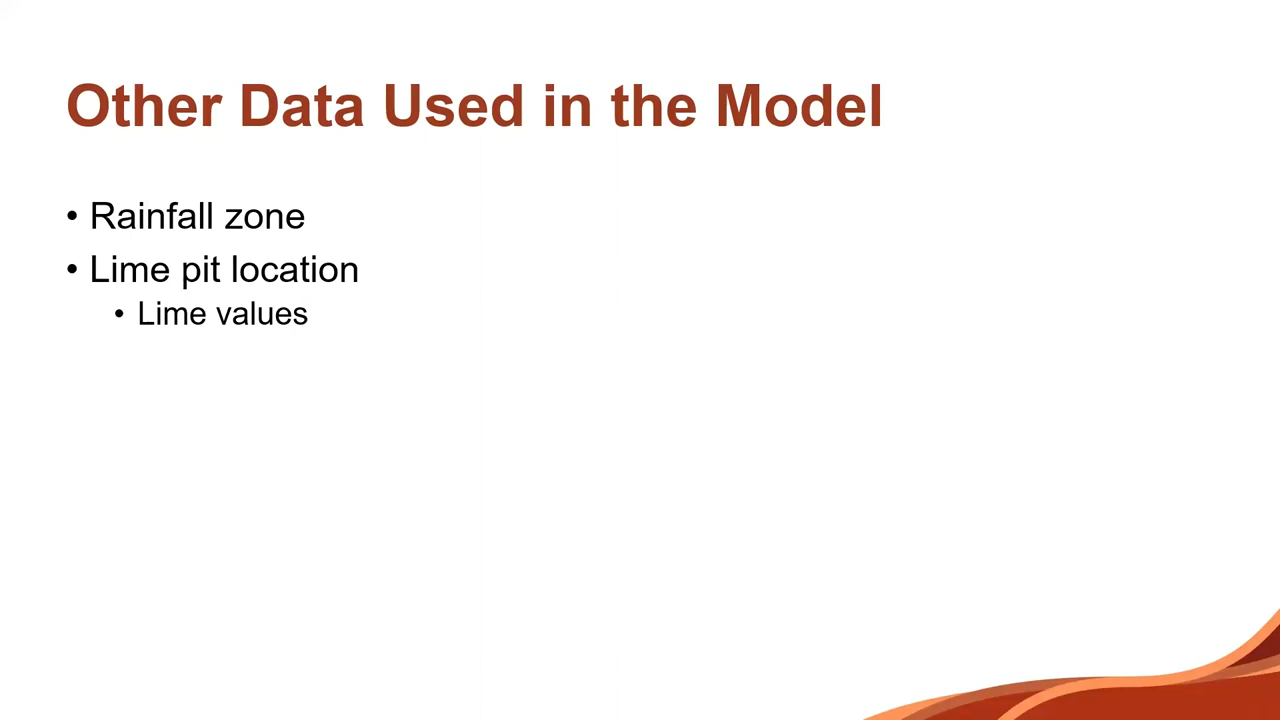 Other Data Used in the Model
• Rainfall zone
• Lime pit location
• Lime values